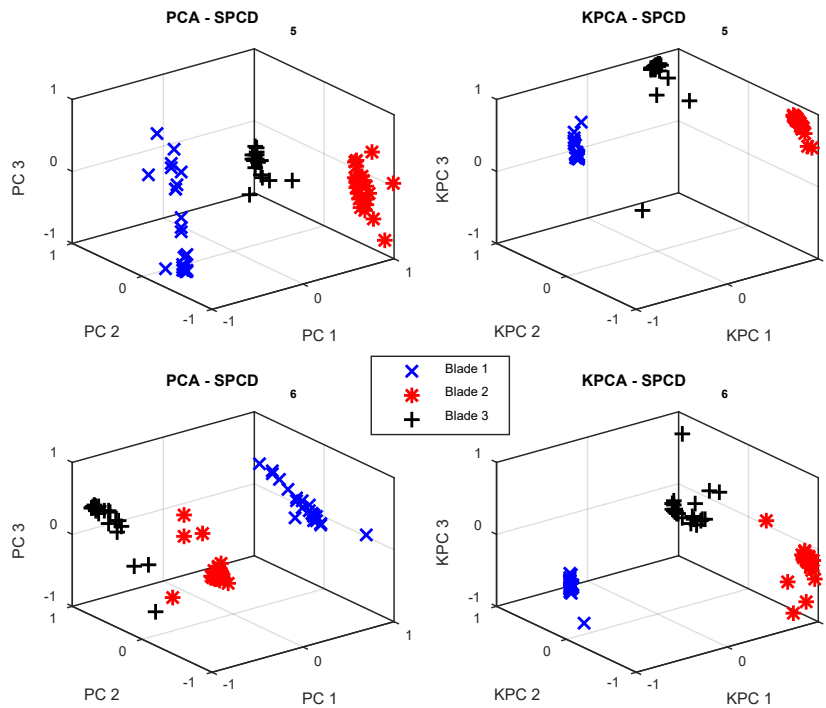 PCA - SPCD 5
1
0
-1
PC 3
1
0
-1
PC 2
-1
0
1
PC 1
KPCA - SPCD 5
1
0
-1
KPC 3
1
0
-1
KPC 2
-1
0
1
KPC 1
Blade 1
Blade 2
Blade 3
PCA - SPCD 6
1
0
-1
PC 3
1
0
-1
PC 2
-1
0
1
PC 1
KPCA - SPCD 6
1
0
-1
KPC 3
1
0
-1
KPC 2
-1
0
1
KPC 1